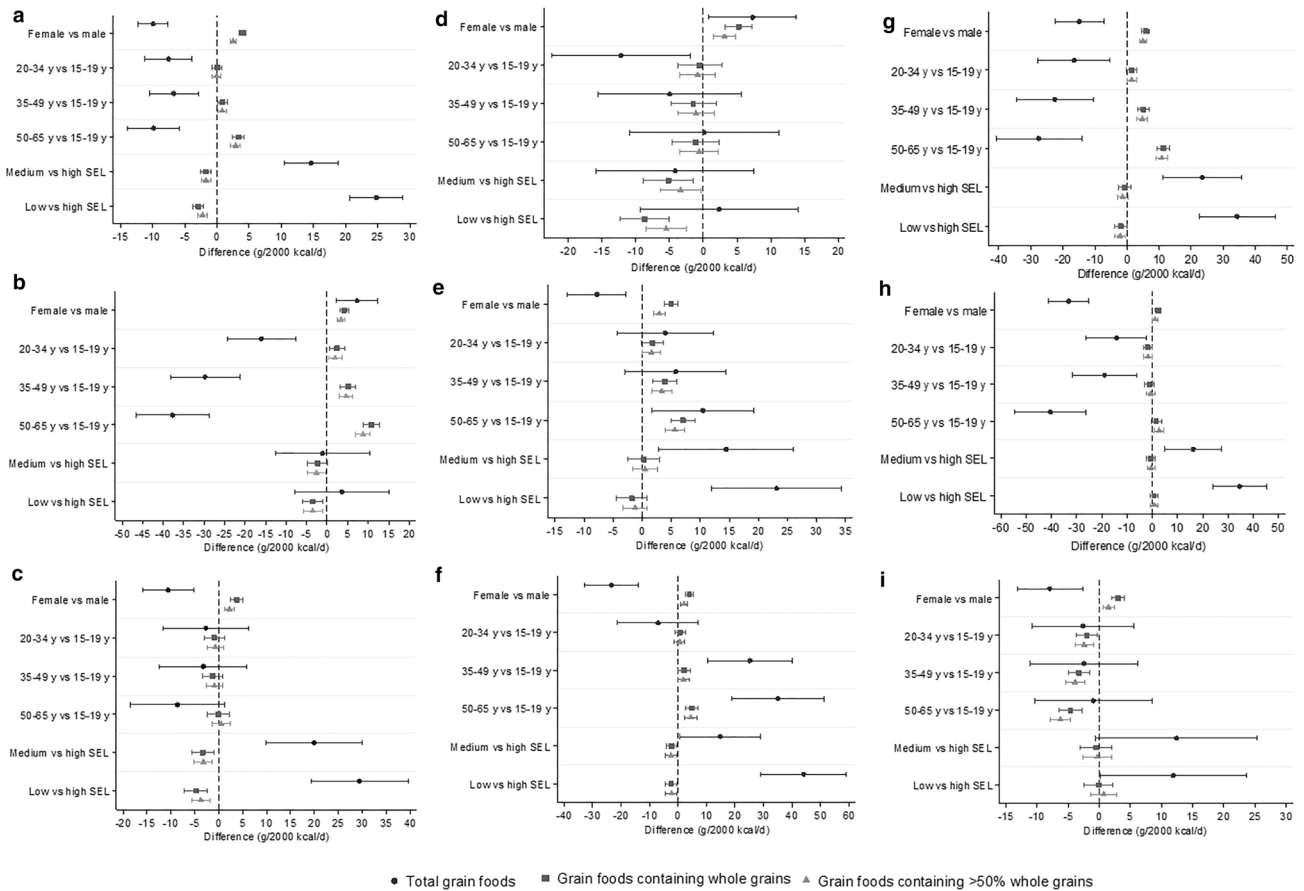 a
Female vs male
20-34 y vs 15-19 y
35-49 y vs 15-19 y
50-65 y vs 15-19 y
Medium vs high SEL
Low vs high SEL
-15 -10 -5 0 5 10 15 20 25 30
Difference (g/2000 kcal/d)
b
Female vs male
20-34 y vs 15-19 y
35-49 y vs 15-19 y
50-65 y vs 15-19 y
Medium vs high SEL
Low vs high SEL
-50 -45 -40 -35 -30 -25 -20 -15 -10 -5 0 5 10 15 20
Difference (g/2000 kcal/d)
c
Female vs male
20-34 y vs 15-19 y
35-49 y vs 15-19 y
50-65 y vs 15-19 y
Medium vs high SEL
Low vs high SEL
-20 -15 -10 -5 0 5 10 15 20 25 30 35 40
Difference (g/2000 kcal/d)
d
Female vs male
20-34 y vs 15-19 y
35-49 y vs 15-19 y
50-65 y vs 15-19 y
Medium vs high SEL
Low vs high SEL
-20 -15 -10 -5 0 5 10 15 20
Difference (g/2000 kcal/d)
e
Female vs male
20-34 y vs 15-19 y
35-49 y vs 15-19 y
50-65 y vs 15-19 y
Medium vs high SEL
Low vs high SEL
-15 -10 -5 0 5 10 15 20 25 30 35
Difference (g/2000 kcal/d)
f
Female vs male
20-34 y vs 15-19 y
35-49 y vs 15-19 y
50-65 y vs 15-19 y
Medium vs high SEL
Low vs high SEL
-40 -30 -20 -10 0 10 20 30 40 50 60
Difference (g/2000 kcal/d)
g
Female vs male
20-34 y vs 15-19 y
35-49 y vs 15-19 y
50-65 y vs 15-19 y
Medium vs high SEL
Low vs high SEL
-40 -30 -20 -10 0 10 20 30 40 50
Difference (g/2000 kcal/d)
h
Female vs male
20-34 y vs 15-19 y
35-49 y vs 15-19 y
50-65 y vs 15-19 y
Medium vs high SEL
Low vs high SEL
-60 -50 -40 -30 -20 -10 0 10 20 30 40 50
Difference (g/2000 kcal/d)
i
Female vs male
20-34 y vs 15-19 y
35-49 y vs 15-19 y
50-65 y vs 15-19 y
Medium vs high SEL
Low vs high SEL
-15 -10 -5 0 5 10 15 20 25 30
Difference (g/2000 kcal/d)
Total grain foods Grain foods containing whole grains Grain foods containing >50% whole grains